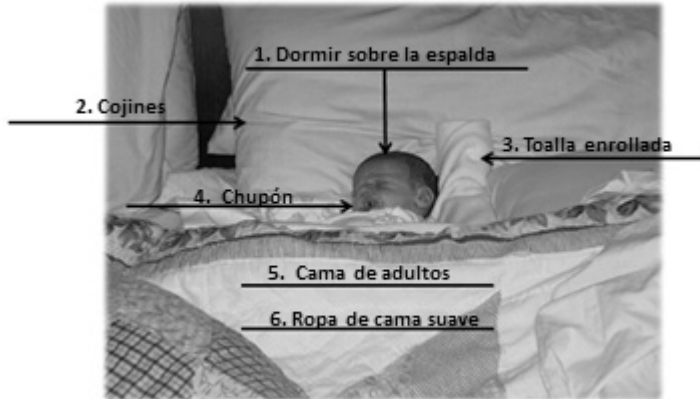 1. Dormir sobre la espalda
2. Cojines
3. Toalla enrollada
4. Chupón
5. Cama de adultos
6. Ropa de cama suave